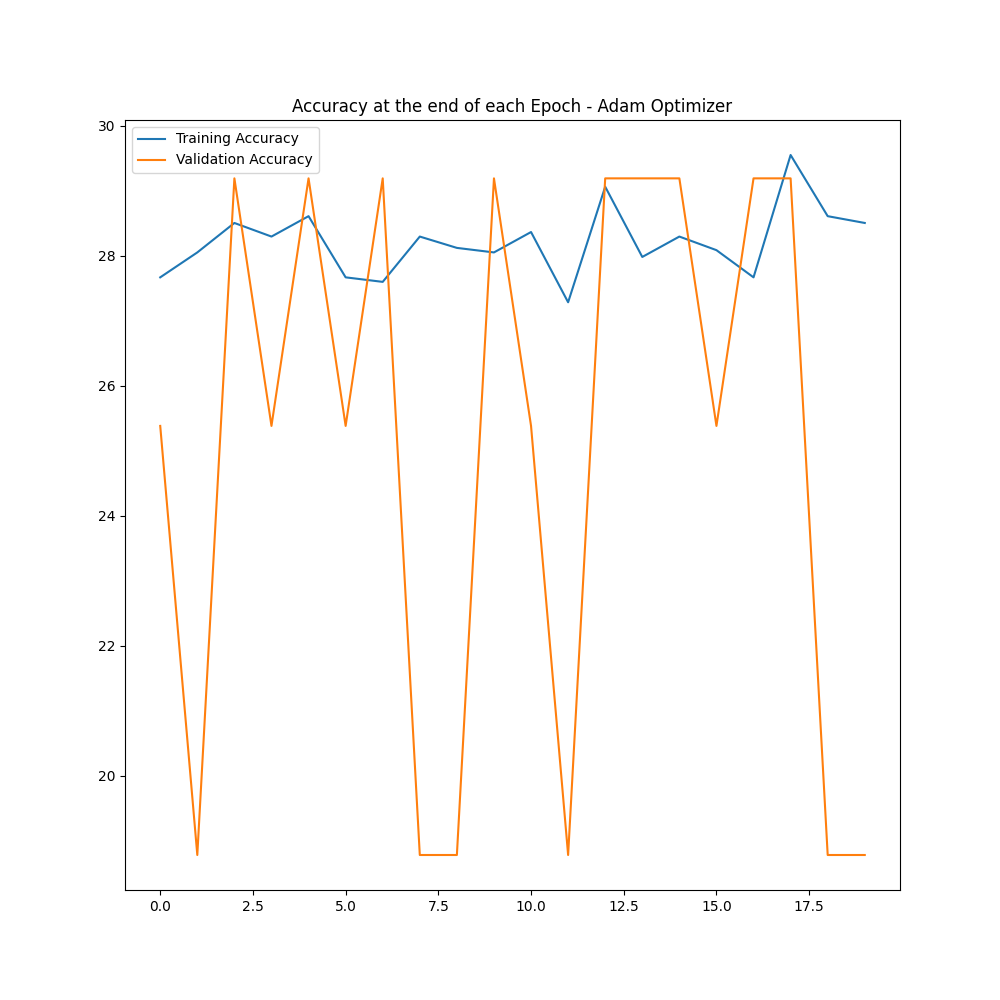 Accuracy at the end of each Epoch - Adam Optimizer
Training Accuracy
Validation Accuracy
30
28
26
24
22
20
0.0 2.5 5.0 7.5 10.0 12.5 15.0 17.5